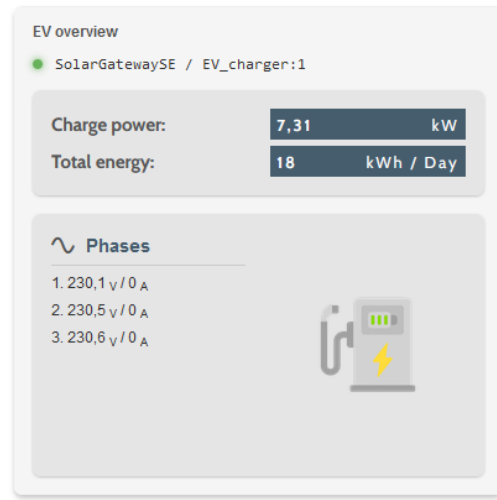 EV overview
SolarGatewaySE / EV_charger:1
Charge power: 7,31 kW
Total energy: 18 kWh / Day
Phases
1. 230,1 V / 0 A
2. 230,5 V / 0 A
3. 230,6 V / 0 A